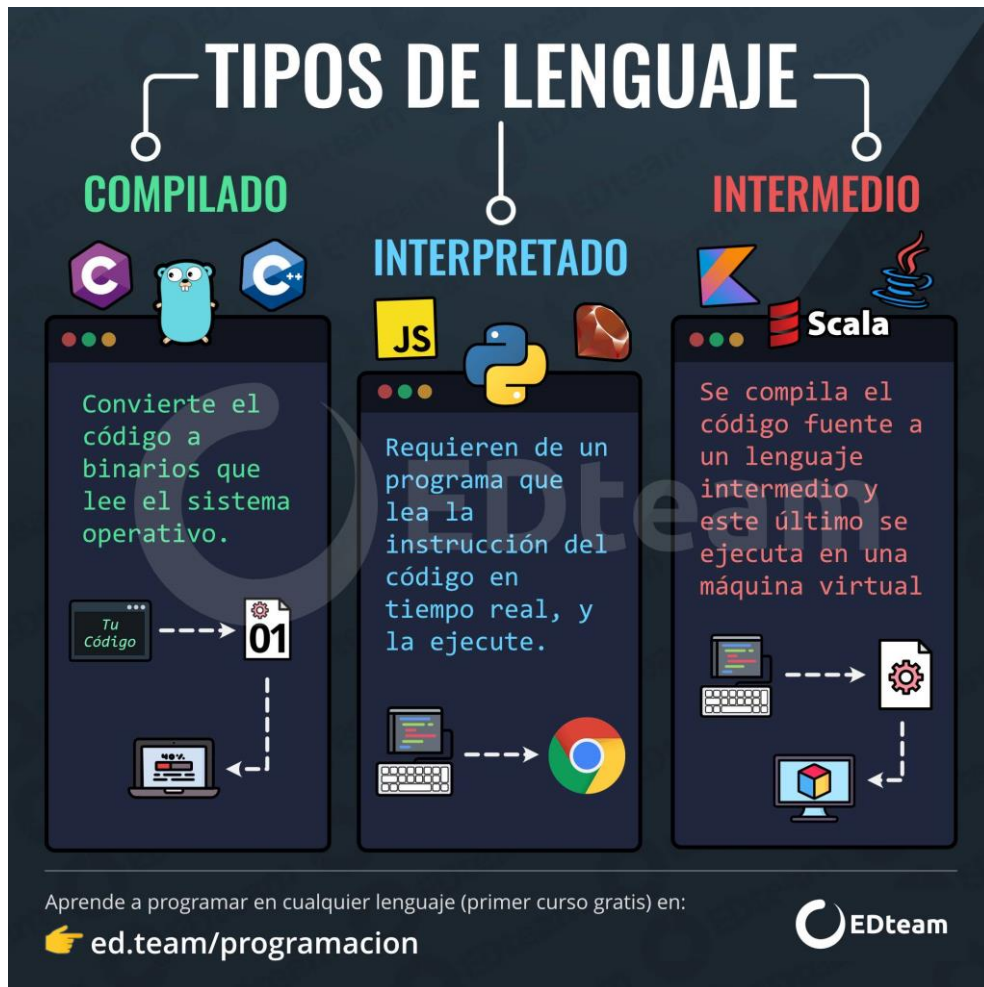 TIPOS DE LENGUAJE
COMPILADO
C
C++
Convierte el
código a
binarios que
lee el sistema
operativo.
Tu
Código
01
40%
INTERPRETADO
JS
Requieren de un
programa que
lea la
instrucción del
código en
tiempo real, y
la ejecute.
INTERMEDIO
Scala
Se compila el
código fuente a
un lenguaje
intermedio y
este último se
ejecuta en una
máquina virtual
EDteam
Aprende a programar en cualquier lenguaje (primer curso gratis) en:
ed.team/programacion
EDteam